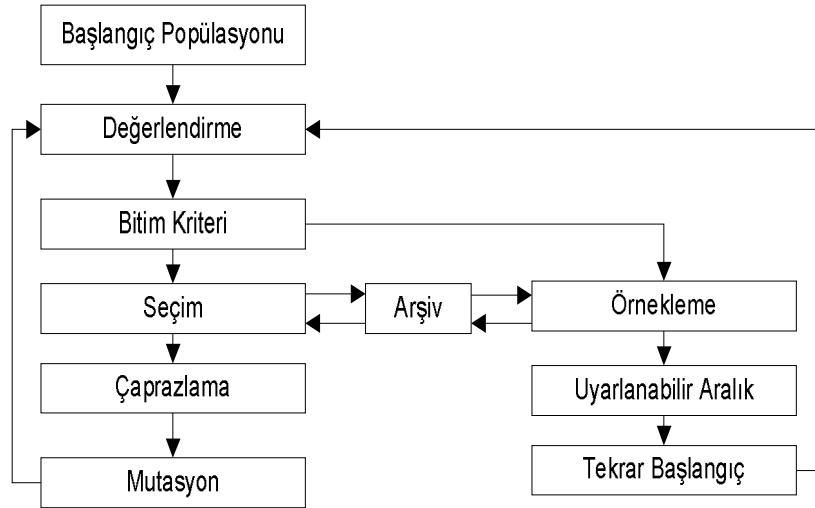 Başlangıç Popülasyonu
Değerlendirme
Bitim Kriteri
Seçim
Arşiv
Örnekleme
Çaprazlama
Uyarlanabilir Aralık
Mutasyon
Tekrar Başlangıç